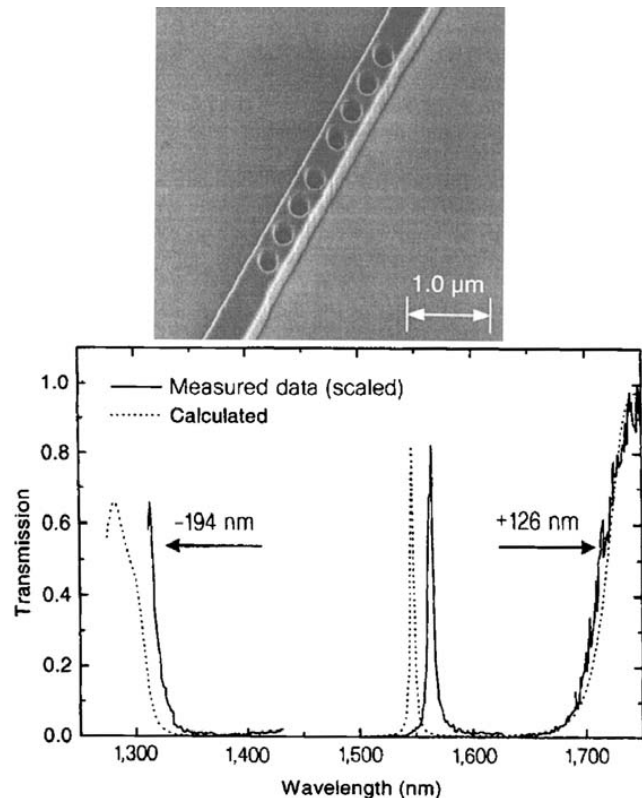 1.0 μm
Measured data (scaled)
Calculated
-194 nm
+126 nm
Transmission
1.0
0.8
0.6
0.4
0.2
0.0
1,300
1,400
1,500
1,600
1,700
Wavelength (nm)